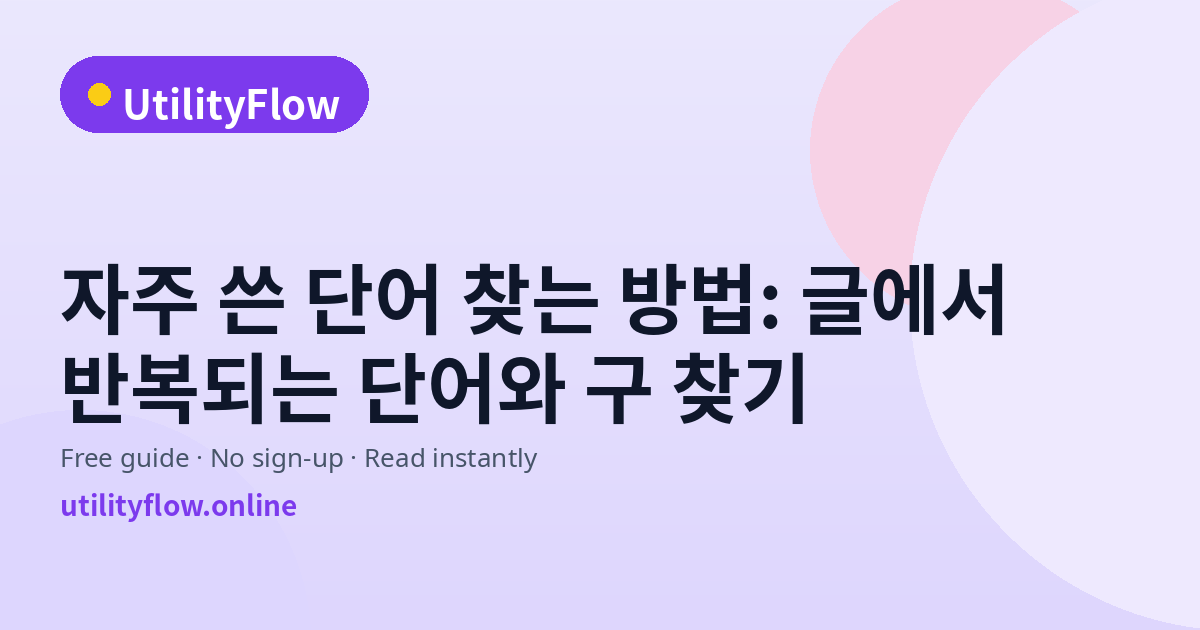 UtilityFlow
자주 쓴 단어 찾는 방법: 글에서
반복되는 단어와 구 찾기
Free guide · No sign-up · Read instantly
utilityflow.online